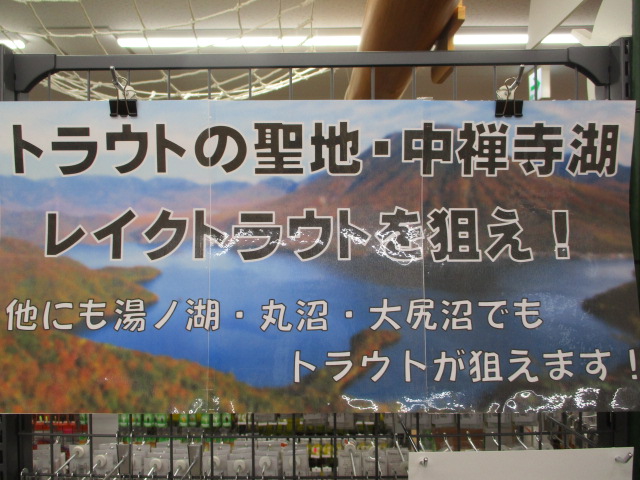 トラウトの聖地・中禅寺湖
レイクトラウトを狙え！
他にも湯ノ湖・丸沼・大尻沼でも
トラウトが狙えます！